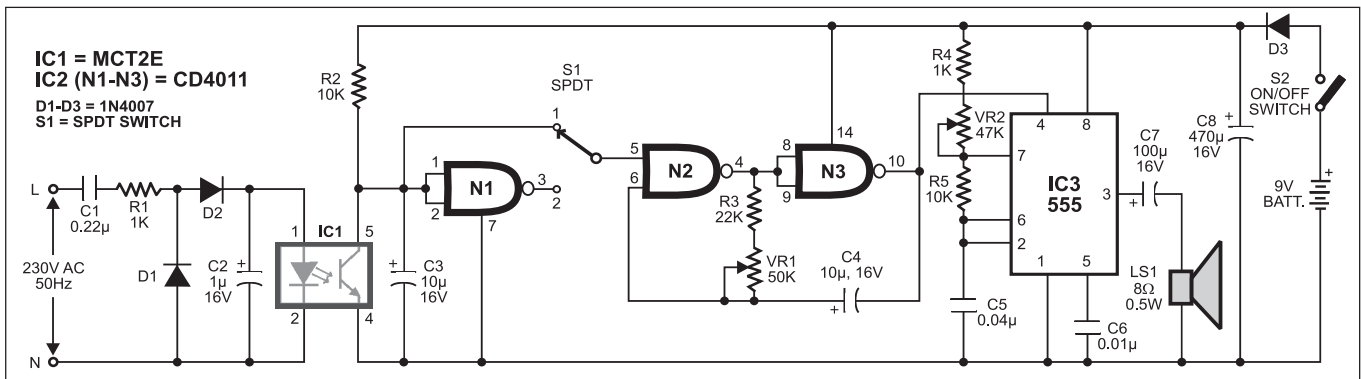 IC1 = MCT2E
IC2 (N1-N3) = CD4011
D1-D3 = 1N4007
S1 = SPDT SWITCH
L
C1
0.22µ
R1
1K
D2
230V AC
50Hz
D1
C2
1µ
16V
N
IC1
1
5
2
4
R2
10K
C3
10µ
16V
1
2
N1
3
7
S1
SPDT
1
2
5
6
N2
4
R3
22K
VR1
50K
C4
10µ, 16V
8
9
14
N3
10
R4
1K
VR2
47K
R5
10K
C5
0.04µ
4
8
7
IC3
555
3
6
2
1
5
C6
0.01µ
C7
100µ
16V
LS1
8Ω
0.5W
C8
470µ
16V
D3
S2
ON/OFF
SWITCH
9V
BATT.
+
+
+
+
+
+